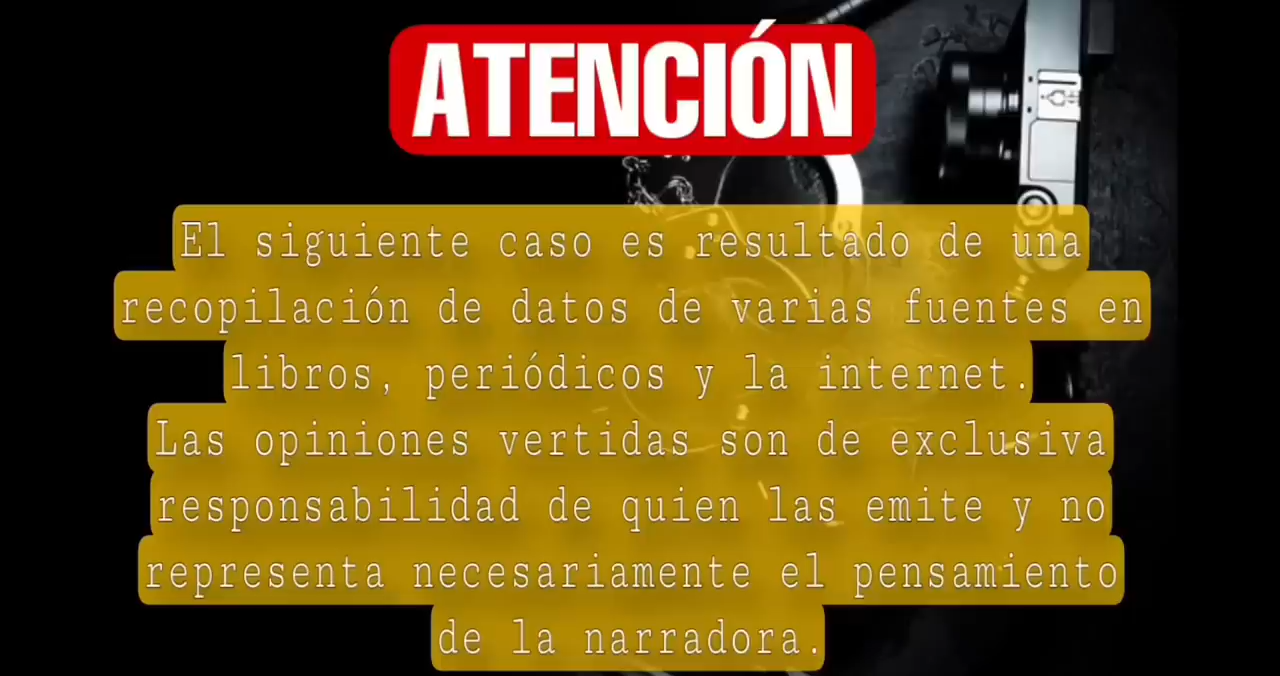 ATENCIÓN
El siguiente caso es resultado de una
recopilación de datos de varias fuentes en
libros, periódicos y la internet.
Las opiniones vertidas son de exclusiva
responsabilidad de quien las emite y no
representa necesariamente el pensamiento
de la narradora.